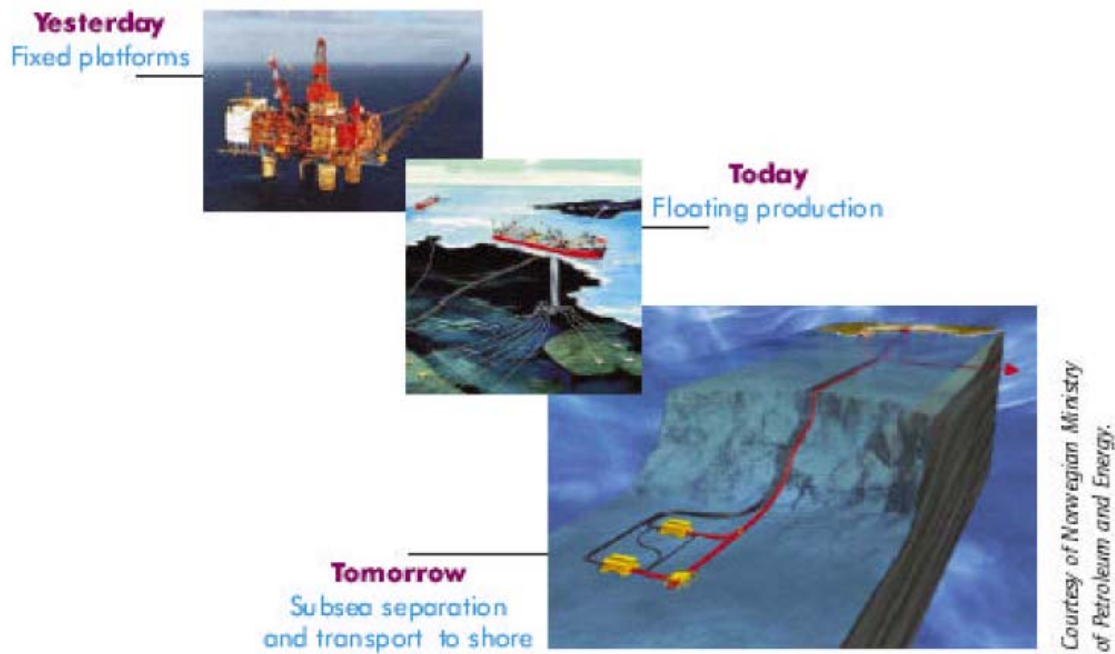 Yesterday
Fixed platforms
Today
Floating production
Tomorrow
Subsea separation
and transport to shore
Courtesy of Norwegian Ministry
of Petroleum and Energy.